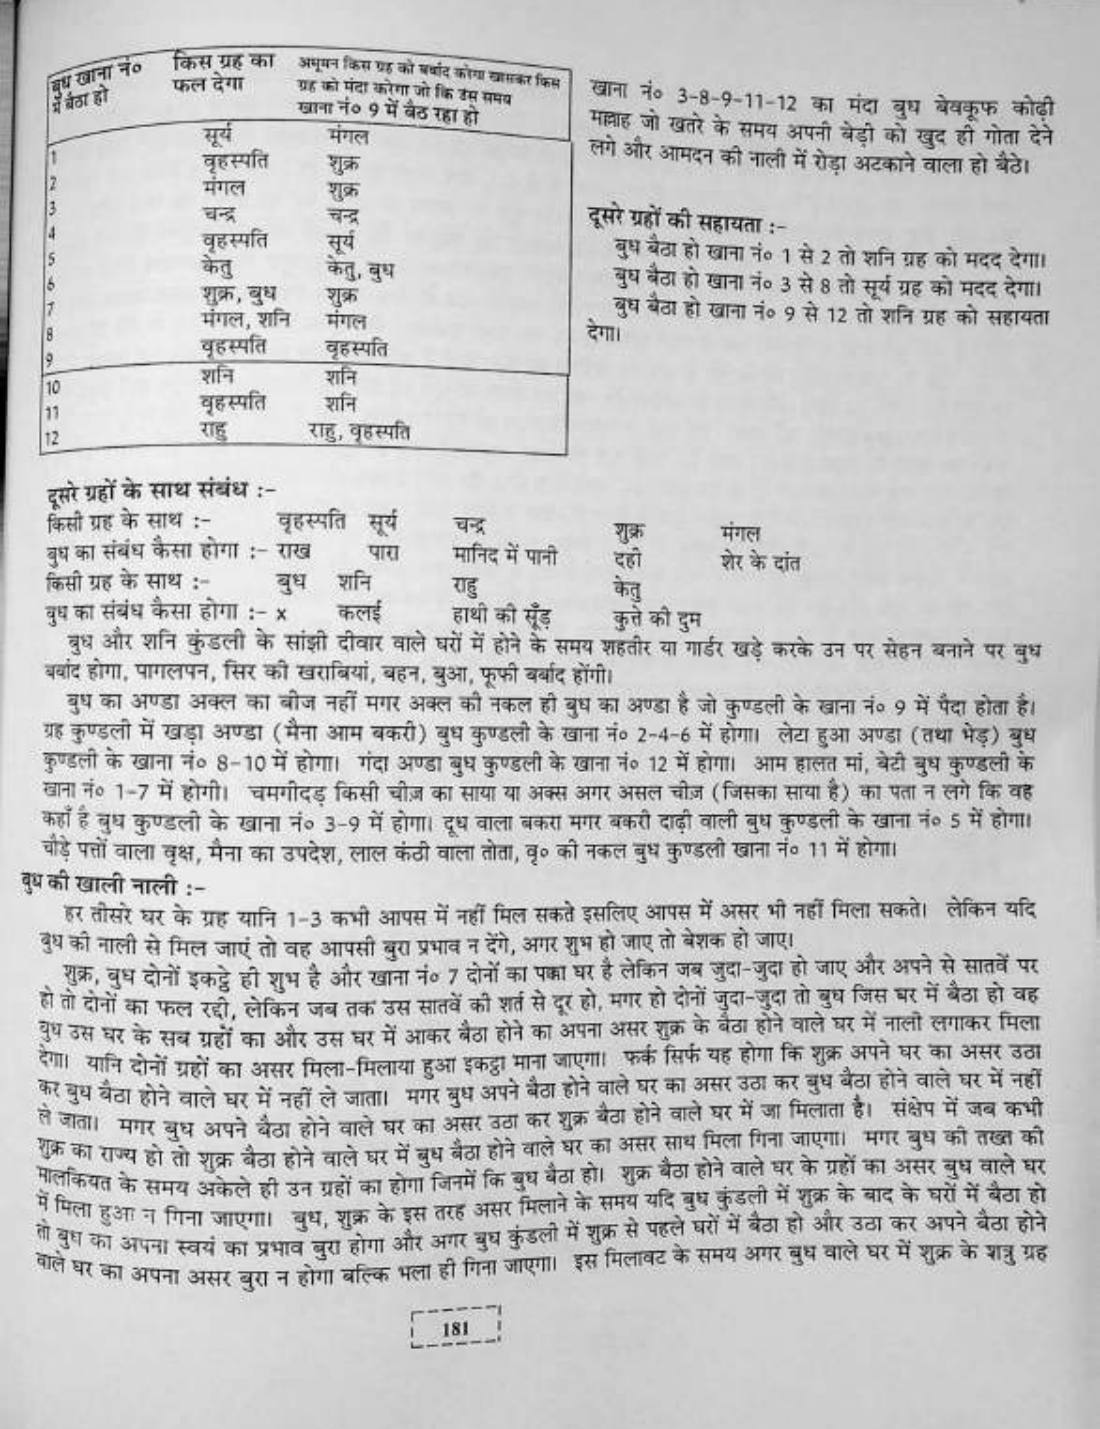 बुध खाना नं० में बैठा हो | किस ग्रह का फल देगा | अमूमन किस ग्रह को बर्बाद करेगा खासकर किस ग्रह को मंदा करेगा जो कि उस समय खाना नं० 9 में बैठ रहा हो
1 सूर्य मंगल
2 वृहस्पति शुक्र
3 मंगल शुक्र
4 चन्द्र चन्द्र
5 वृहस्पति सूर्य
6 केतु केतु, बुध
7 शुक्र, बुध शुक्र
8 मंगल, शनि मंगल
9 वृहस्पति वृहस्पति
10 शनि शनि
11 वृहस्पति शनि
12 राहु राहु, वृहस्पति
खाना नं० 3-8-9-11-12 का मंदा बुध बेवकूफ कोढ़ी
माल्लाह जो खतरे के समय अपनी बेड़ी को खुद ही गोता देने
लगे और आमदन की नाली में रोड़ा अटकाने वाला हो बैठे।
दूसरे ग्रहों की सहायता :-
बुध बैठा हो खाना नं० 1 से 2 तो शनि ग्रह को मदद देगा।
बुध बैठा हो खाना नं० 3 से 8 तो सूर्य ग्रह को मदद देगा।
बुध बैठा हो खाना नं० 9 से 12 तो शनि ग्रह को सहायता
देगा।
दूसरे ग्रहों के साथ संबंध :-
किसी ग्रह के साथ :- वृहस्पति सूर्य चन्द्र शुक्र मंगल
बुध का संबंध कैसा होगा :- राख पारा मानिद में पानी दही शेर के दांत
किसी ग्रह के साथ :- बुध शनि राहु केतु
बुध का संबंध कैसा होगा :- x कलई हाथी की सूँड़ कुत्ते की दुम
बुध और शनि कुंडली के सांझी दीवार वाले घरों में होने के समय शहतीर या गार्डर खड़े करके उन पर सेहन बनाने पर बुध
बर्बाद होगा, पागलपन, सिर की खराबियां, बहन, बुआ, फूफी बर्बाद होंगी।
बुध का अण्डा अक्ल का बीज नहीं मगर अक्ल की नकल ही बुध का अण्डा है जो कुण्डली के खाना नं० 9 में पैदा होता है।
ग्रह कुण्डली में खड़ा अण्डा (मैना आम बकरी) बुध कुण्डली के खाना नं० 2-4-6 में होगा। लेटा हुआ अण्डा (तथा भेड़) बुध
कुण्डली के खाना नं० 8-10 में होगा। गंदा अण्डा बुध कुण्डली के खाना नं० 12 में होगा। आम हालत मां, बेटी बुध कुण्डली के
खाना नं० 1-7 में होगी। चमगीदड़ किसी चीज़ का साया या अक्स अगर असल चीज़ (जिसका साया है) का पता न लगे कि वह
कहाँ है बुध कुण्डली के खाना नं० 3-9 में होगा। दूध वाला बकरा मगर बकरी दाढ़ी वाली बुध कुण्डली के खाना नं० 5 में होगा।
चौड़े पत्तों वाला वृक्ष, मैना का उपदेश, लाल कंठी वाला तोता, वृ० की नकल बुध कुण्डली खाना नं० 11 में होगा।
बुध की खाली नाली :-
हर तीसरे घर के ग्रह यानि 1-3 कभी आपस में नहीं मिल सकते इसलिए आपस में असर भी नहीं मिला सकते। लेकिन यदि
बुध की नाली से मिल जाएं तो वह आपसी बुरा प्रभाव न देंगे, अगर शुभ हो जाए तो बेशक हो जाए।
शुक्र, बुध दोनों इकट्ठे ही शुभ है और खाना नं० 7 दोनों का पक्का घर है लेकिन जब जुदा-जुदा हो जाए और अपने से सातवें पर
हो तो दोनों का फल रद्दी, लेकिन जब तक उस सातवें की शर्त से दूर हो, मगर हो दोनों जुदा-जुदा तो बुध जिस घर में बैठा हो वह
बुध उस घर के सब ग्रहों का और उस घर में आकर बैठा होने का अपना असर शुक्र के बैठा होने वाले घर में नाली लगाकर मिला
देगा। यानि दोनों ग्रहों का असर मिला-मिलाया हुआ इकट्ठा माना जाएगा। फर्क सिर्फ यह होगा कि शुक्र अपने घर का असर उठा
कर बुध बैठा होने वाले घर में नहीं ले जाता। मगर बुध अपने बैठा होने वाले घर का असर उठा कर बुध बैठा होने वाले घर में नहीं
ले जाता। मगर बुध अपने बैठा होने वाले घर का असर उठा कर शुक्र बैठा होने वाले घर में जा मिलाता है। संक्षेप में जब कभी
शुक्र का राज्य हो तो शुक्र बैठा होने वाले घर में बुध बैठा होने वाले घर का असर साथ मिला गिना जाएगा। मगर बुध की तख्त की
मालकियत के समय अकेले ही उन ग्रहों का होगा जिनमें कि बुध बैठा हो। शुक्र बैठा होने वाले घर के ग्रहों का असर बुध वाले घर
में मिला हुआ न गिना जाएगा। बुध, शुक्र के इस तरह असर मिलाने के समय यदि बुध कुंडली में शुक्र के बाद के घरों में बैठा हो
तो बुध का अपना स्वयं का प्रभाव बुरा होगा और अगर बुध कुंडली में शुक्र से पहले घरों में बैठा हो और उठा कर अपने बैठा होने
वाले घर का अपना असर बुरा न होगा बल्कि भला ही गिना जाएगा। इस मिलावट के समय अगर बुध वाले घर में शुक्र के शत्रु ग्रह
181